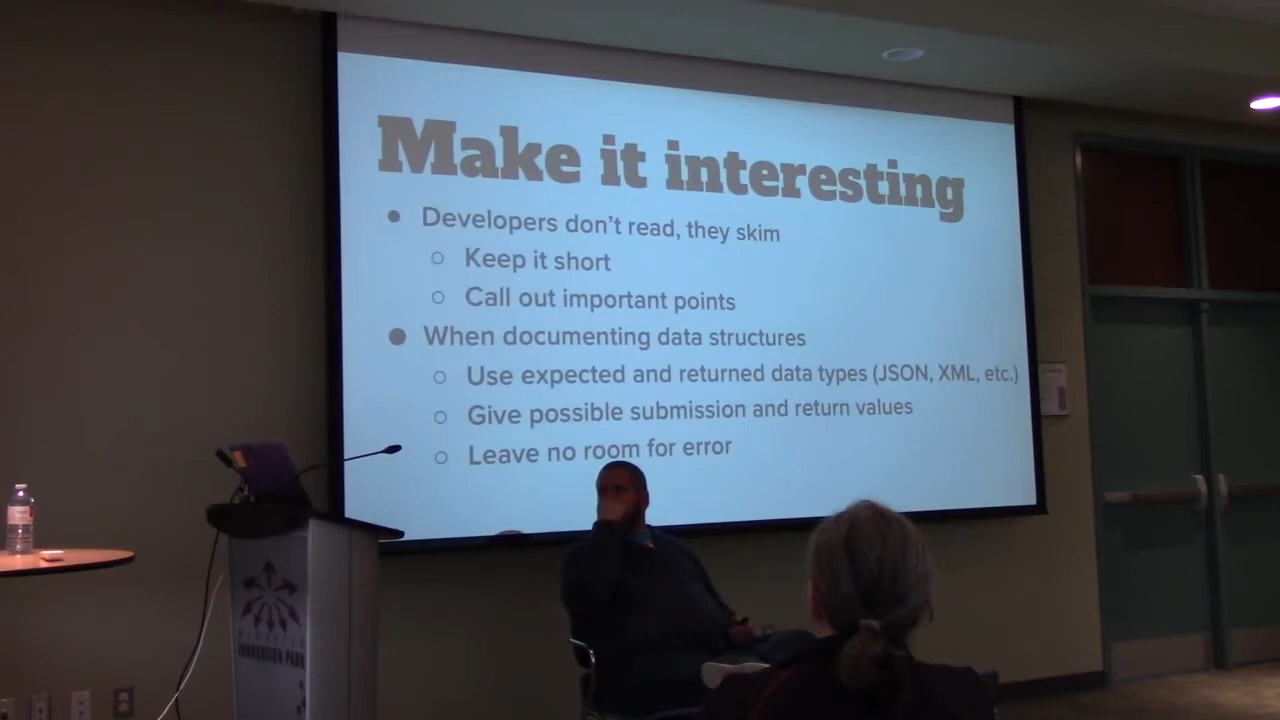 Make it interesting
● Developers don't read, they skim
○ Keep it short
○ Call out important points
● When documenting data structures
○ Use expected and returned data types (JSON, XML, etc.)
○ Give possible submission and return values
○ Leave no room for error
INNOVATION PARK